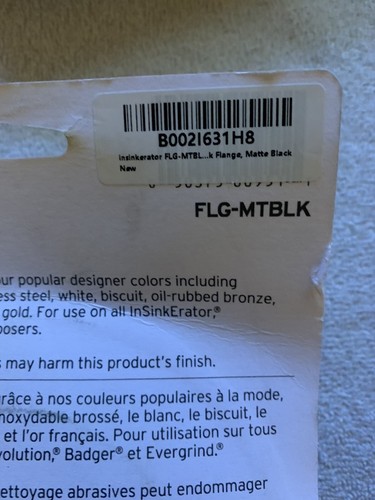 B002I631H8
insinkerator FLG-MTBL...k Flange, Matte Black
New
FLG-MTBLK
our popular designer colors including
ess steel, white, biscuit, oil-rubbed bronze,
gold. For use on all InSinkErator,®
posers.
s may harm this product's finish.
grâce à nos couleurs populaires à la mode,
noxydable brossé, le blanc, le biscuit, le
et l'or français. Pour utilisation sur tous
volution,® Badger® et Evergrind.®
ettoyage abrasives peut endommager